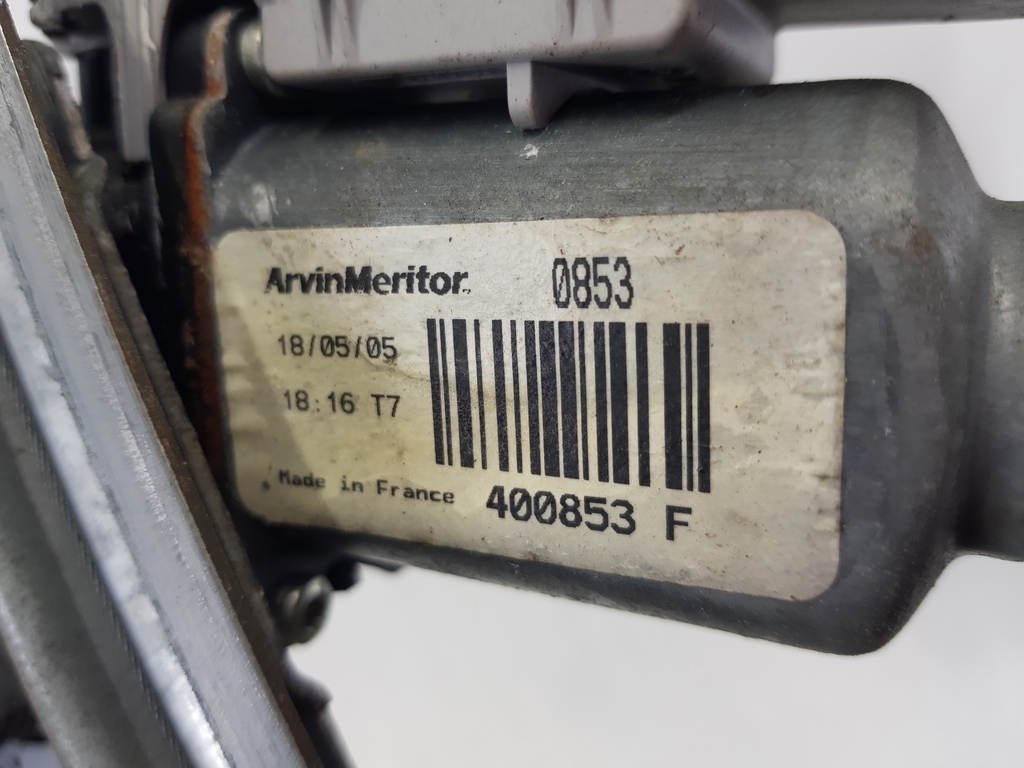 ArvinMeritor 0853
18/05/05
18:16 T7
Made in France 400853 F